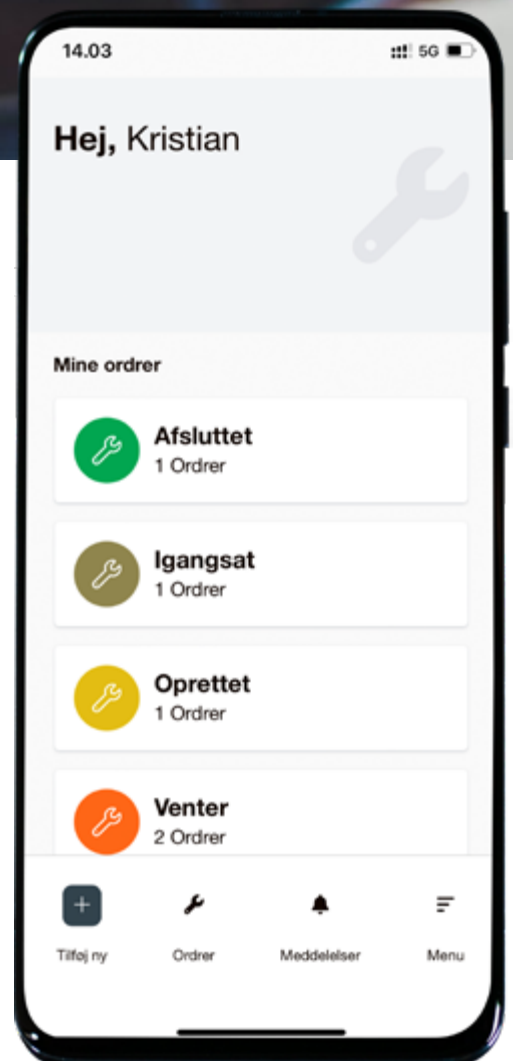 14.03
5G
Hej, Kristian
Mine ordrer
Afsluttet
1 Ordrer
Igangsat
1 Ordrer
Oprettet
1 Ordrer
Venter
2 Ordrer
Tilføj ny
Ordrer
Meddelelser
Menu